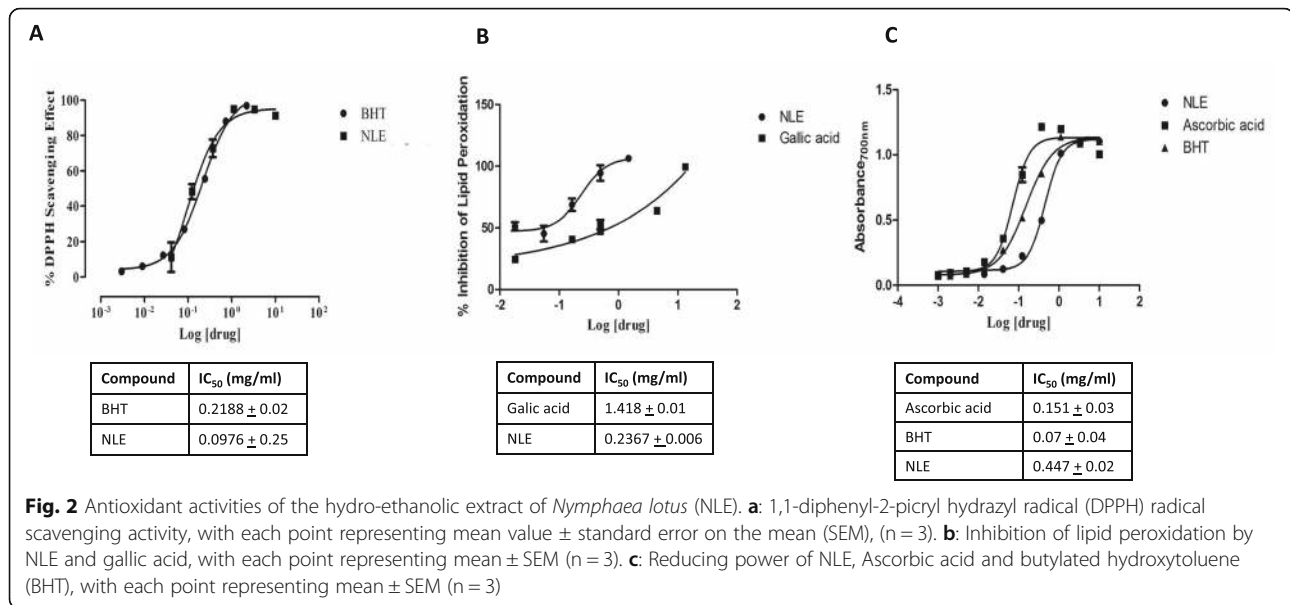 A
B
C
% DPPH Scavenging Effect
100
80
60
40
20
0
10-3
10-2
10-1
100
101
102
Log [drug]
BHT
NLE
% Inhibition of Lipid Peroxidation
150
100
50
0
-2
-1
0
1
2
Log [drug]
NLE
Gallic acid
Absorbance700nm
1.5
1.0
0.5
0.0
-4
-3
-2
-1
0
1
2
Log [drug]
NLE
Ascorbic acid
BHT
Compound IC50 (mg/ml)
BHT 0.2188 ± 0.02
NLE 0.0976 ± 0.25
Compound IC50 (mg/ml)
Galic acid 1.418 ± 0.01
NLE 0.2367 ± 0.006
Compound IC50 (mg/ml)
Ascorbic acid 0.151 ± 0.03
BHT 0.07 ± 0.04
NLE 0.447 ± 0.02
Fig. 2 Antioxidant activities of the hydro-ethanolic extract of Nymphaea lotus (NLE). a: 1,1-diphenyl-2-picryl hydrazyl radical (DPPH) radical
scavenging activity, with each point representing mean value ± standard error on the mean (SEM), (n = 3). b: Inhibition of lipid peroxidation by
NLE and gallic acid, with each point representing mean ± SEM (n = 3). c: Reducing power of NLE, Ascorbic acid and butylated hydroxytoluene
(BHT), with each point representing mean ± SEM (n = 3)